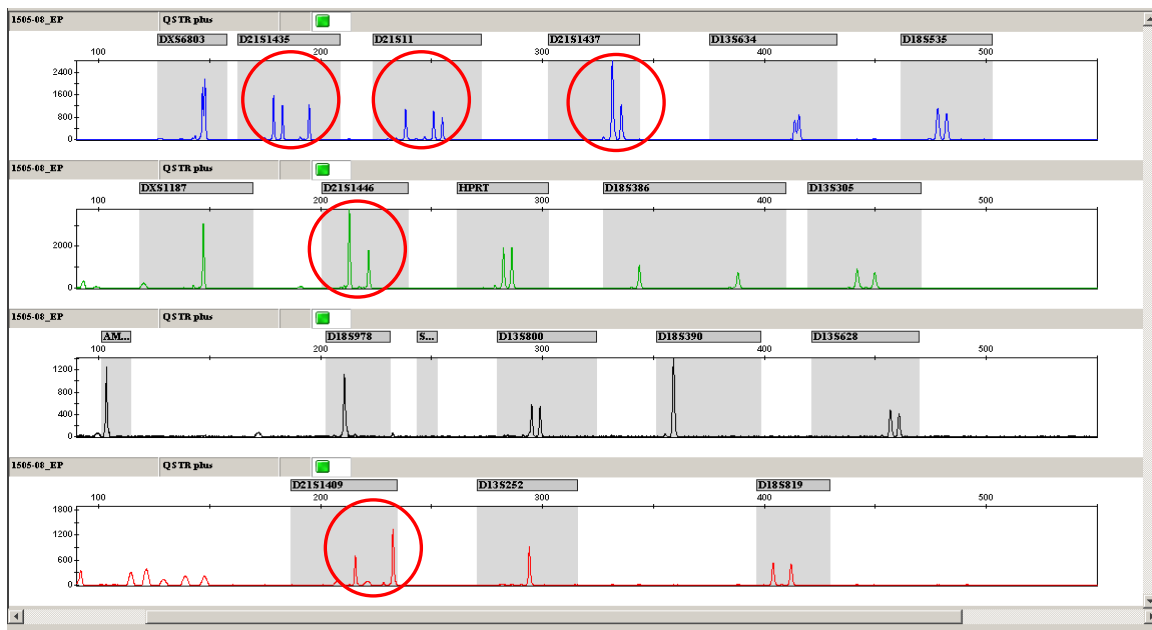 1505-08_EP QSTR plus
DXS6803 D21S1435 D21S11 D21S1437 D13S634 D18S535
100 200 300 400 500
2400
1600
800
0
1505-08_EP QSTR plus
DXS1187 D21S1446 HPRT D18S386 D13S305
100 200 300 400 500
2000
0
1505-08_EP QSTR plus
AM... D18S978 S... D13S800 D18S390 D13S628
100 200 300 400 500
1200
800
400
0
1505-08_EP QSTR plus
D21S1409 D13S252 D18S819
100 200 300 400 500
1800
1200
600
0